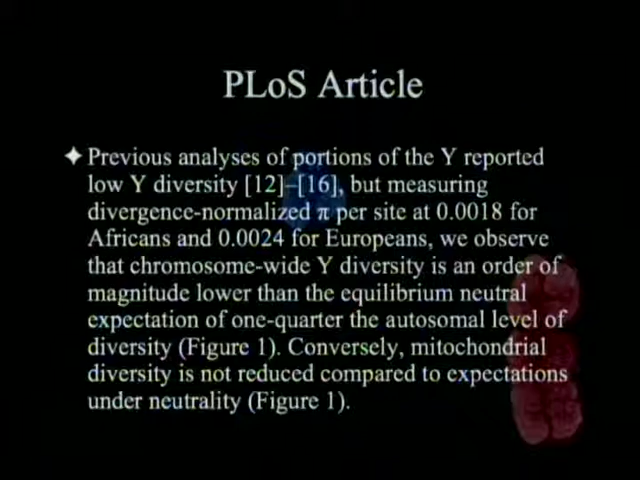 PLoS Article
✦ Previous analyses of portions of the Y reported
low Y diversity [12]–[16], but measuring
divergence-normalized π per site at 0.0018 for
Africans and 0.0024 for Europeans, we observe
that chromosome-wide Y diversity is an order of
magnitude lower than the equilibrium neutral
expectation of one-quarter the autosomal level of
diversity (Figure 1). Conversely, mitochondrial
diversity is not reduced compared to expectations
under neutrality (Figure 1).